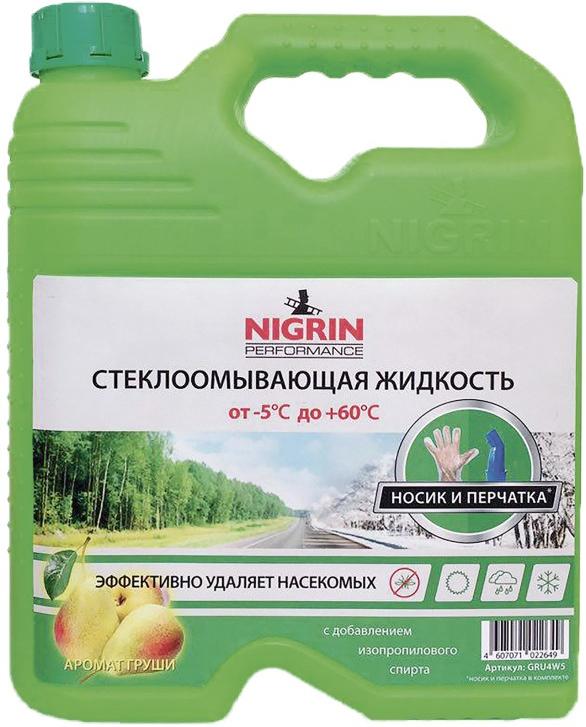 NIGRIN
NIGRIN
PERFORMANCE
СТЕКЛООМЫВАЮЩАЯ ЖИДКОСТЬ
от -5°C до +60°C
НОСИК И ПЕРЧАТКА*
ЭФФЕКТИВНО УДАЛЯЕТ НАСЕКОМЫХ
АРОМАТ ГРУШИ
с добавлением
изопропилового
спирта
4 607071 022649
Артикул: GRU4W5
*носик и перчатка в комплекте